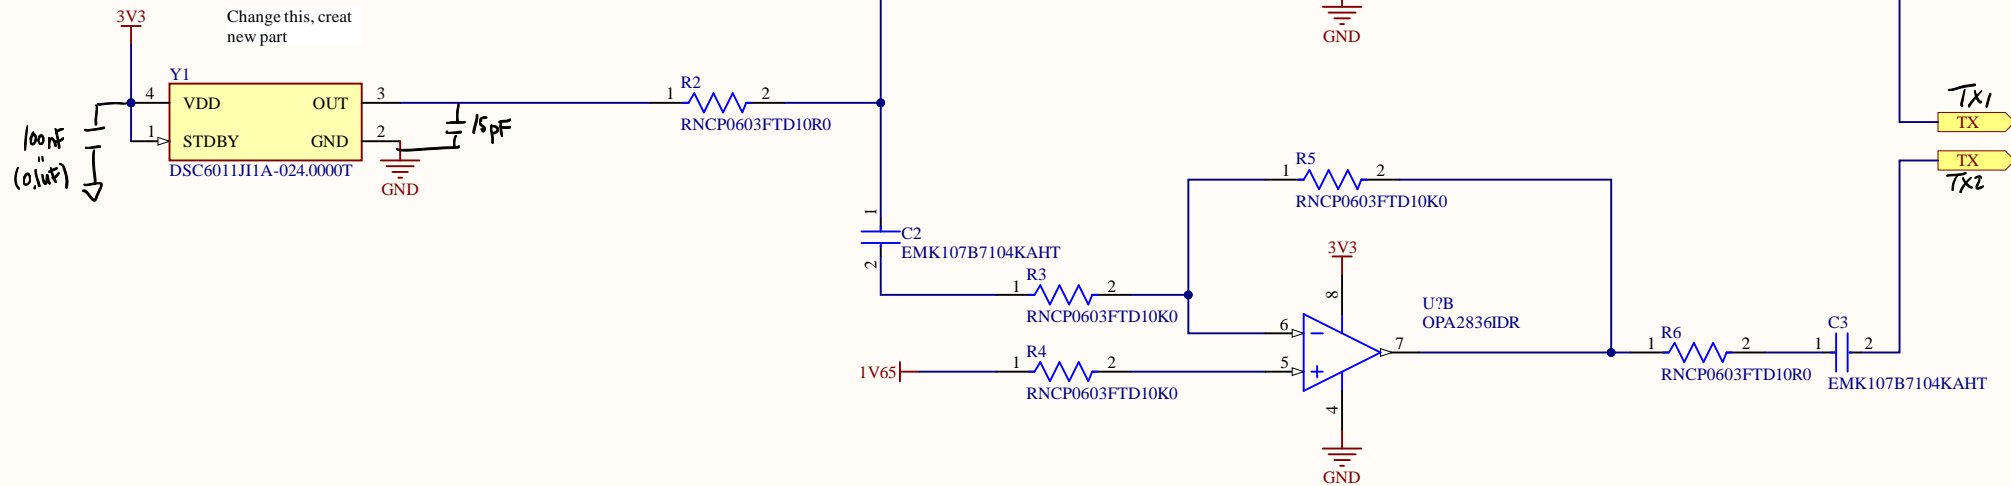 3V3
Change this, creat
new part
GND
Y1
4 VDD OUT 3
1 STDBY GND 2
DSC6011JI1A-024.0000T
GND
100nF
"
(0.1uF)
15pF
R2
1 2
RNCP0603FTD10R0
TX1
TX
TX
TX2
R5
1 2
RNCP0603FTD10K0
1
C2
EMK107B7104KAHT
2
R3
1 2
RNCP0603FTD10K0
3V3
8
U?B
OPA2836IDR
6
5
7
4
GND
1V65
R4
1 2
RNCP0603FTD10K0
R6
1 2
RNCP0603FTD10R0
C3
1 2
EMK107B7104KAHT